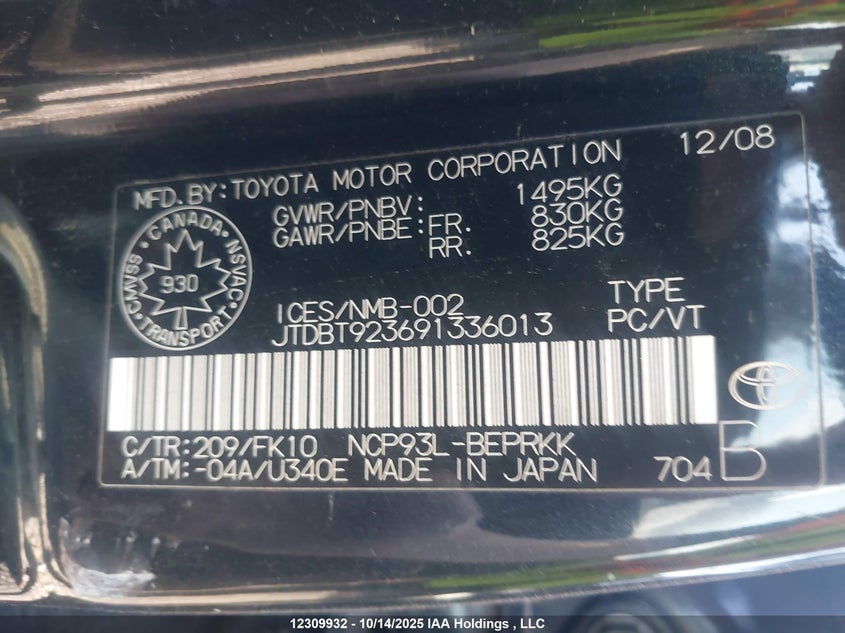 MFD.BY: TOYOTA MOTOR CORPORATION 12/08
GVWR/PNBV: 1495KG
GAWR/PNBE: FR. 830KG
RR. 825KG
CANADA
CMVSS NSVAC
930
TRANSPORT
ICES/NMB-002 TYPE
JTDBT923691336013 PC/VT
C/TR: 209/FK10 NCP93L-BEPRKK
A/TM: -04A/U340E MADE IN JAPAN 704 B
12309932 - 10/14/2025 IAA Holdings , LLC